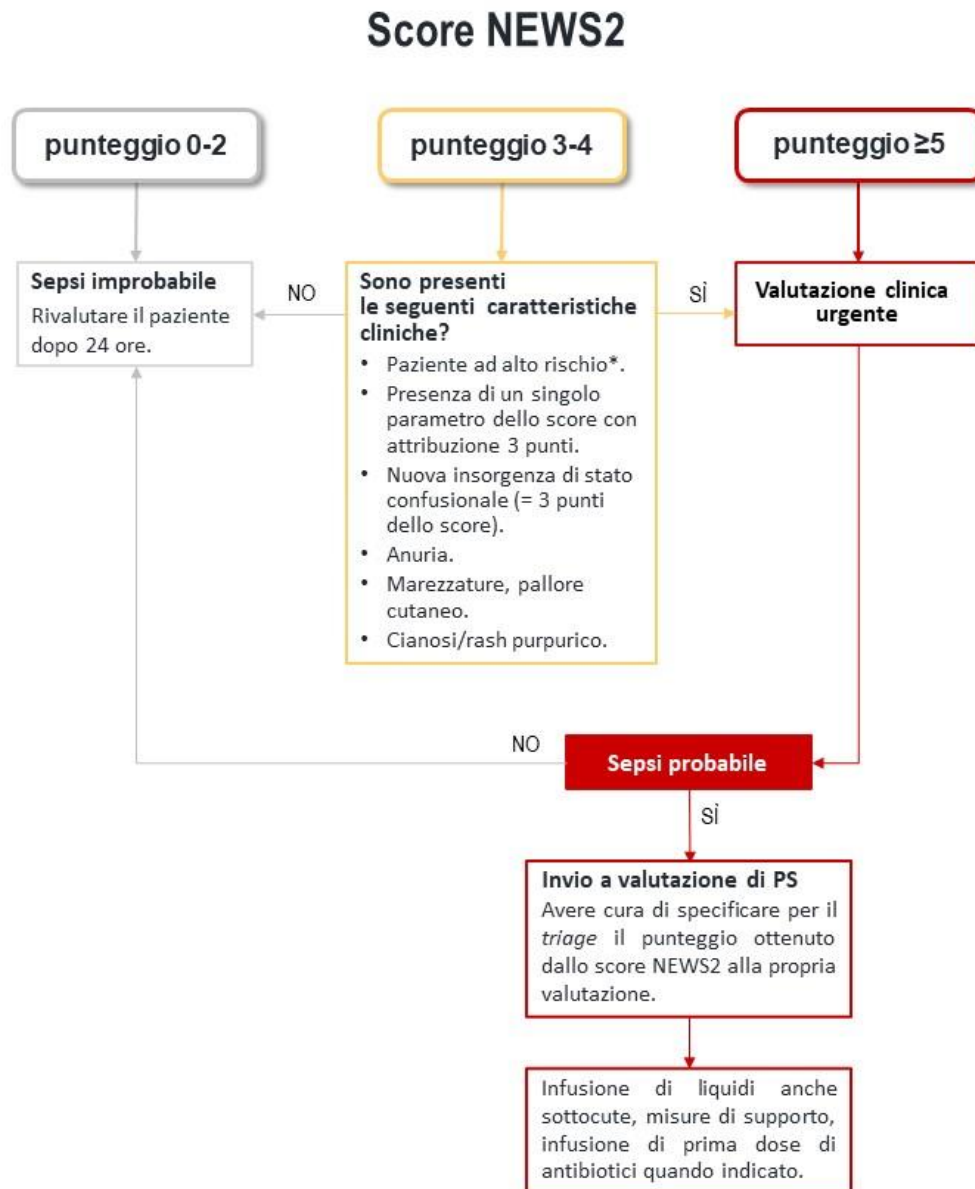 Score NEWS2
punteggio 0-2
punteggio 3-4
punteggio ≥5
Sepsi improbabile
Rivalutare il paziente
dopo 24 ore.
NO
Sono presenti
le seguenti caratteristiche
cliniche?
• Paziente ad alto rischio*.
• Presenza di un singolo
parametro dello score con
attribuzione 3 punti.
• Nuova insorgenza di stato
confusionale (= 3 punti
dello score).
• Anuria.
• Marezzature, pallore
cutaneo.
• Cianosi/rash purpurico.
SÌ
Valutazione clinica
urgente
NO
Sepsi probabile
SÌ
Invio a valutazione di PS
Avere cura di specificare per il
triage il punteggio ottenuto
dallo score NEWS2 alla propria
valutazione.
Infusione di liquidi anche
sottocute, misure di supporto,
infusione di prima dose di
antibiotici quando indicato.